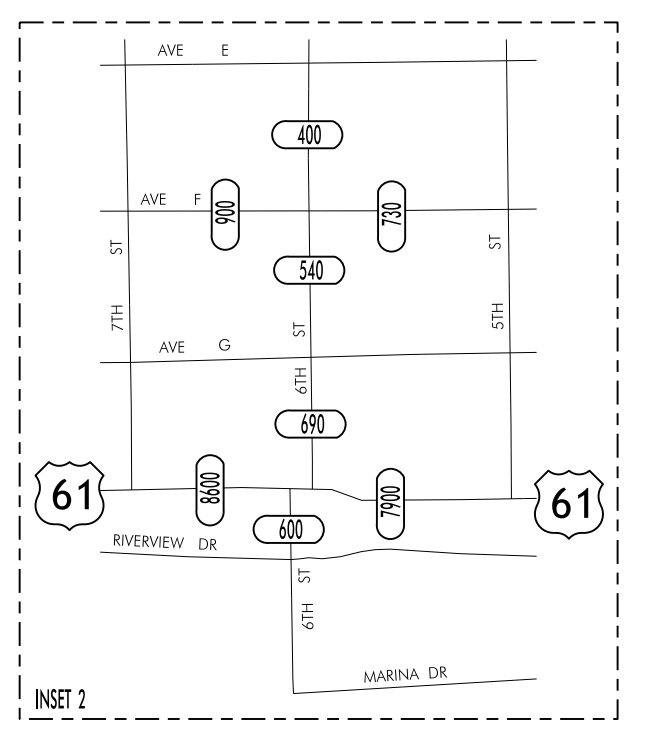 AVE E
400
AVE F
900
730
7TH ST
5TH ST
540
AVE G
6TH ST
690
61
8600
7900
61
600
RIVERVIEW DR
6TH ST
MARINA DR
INSET 2